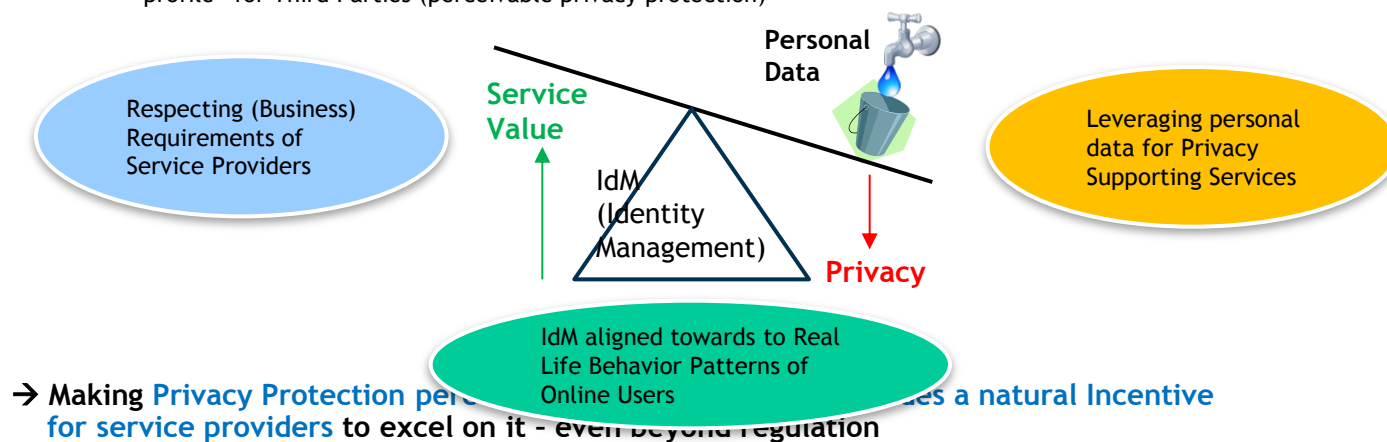 profile" for Third Parties (perceivable privacy protection)
Personal
Data
Service
Value
Respecting (Business)
Requirements of
Service Providers
Leveraging personal
data for Privacy
Supporting Services
IdM
(Identity
Management)
Privacy
IdM aligned towards to Real
Life Behavior Patterns of
Online Users
→ Making Privacy Protection a natural Incentive
for service providers to excel on it – even beyond regulation